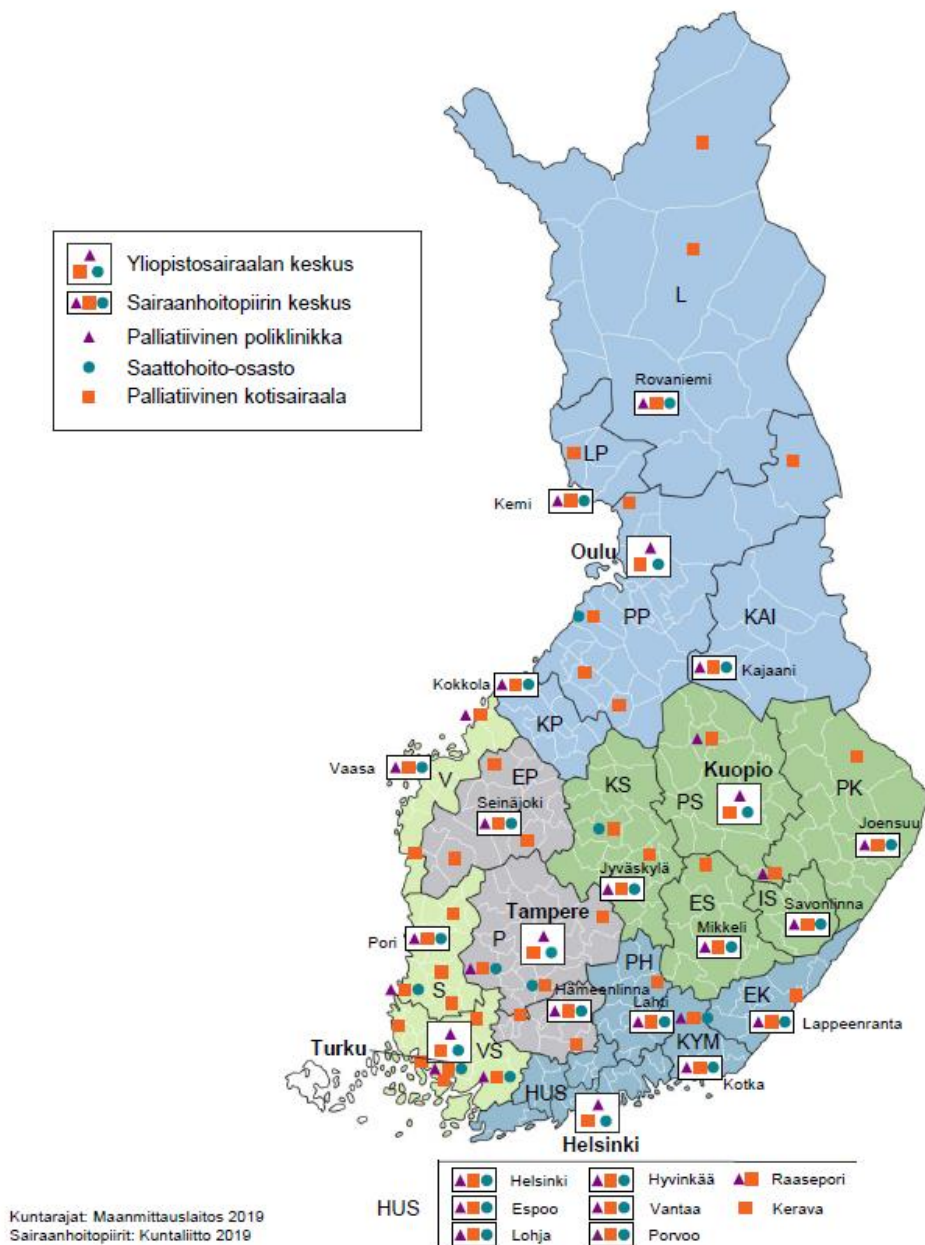 Yliopistosairaalan keskus
Sairaanhoitopiirin keskus
Palliatiivinen poliklinikka
Saattohoito-osasto
Palliatiivinen kotisairaala
L
Rovaniemi
LP
Kemi
Oulu
PP
KAI
Kajaani
Kokkola
KP
Vaasa
V
EP
Seinäjoki
KS
Kuopio
PS
PK
Joensuu
Jyväskylä
ES
IS
Savonlinna
Mikkeli
Tampere
P
Pori
S
PH
Hämeenlinna
Lahti
EK
Lappeenranta
KYM
Kotka
Turku
VS
HUS
Helsinki
HUS
Helsinki Hyvinkää Raasepori
Espoo Vantaa Kerava
Lohja Porvoo
Kuntarajat: Maanmittauslaitos 2019
Sairaanhoitopiirit: Kuntaliitto 2019